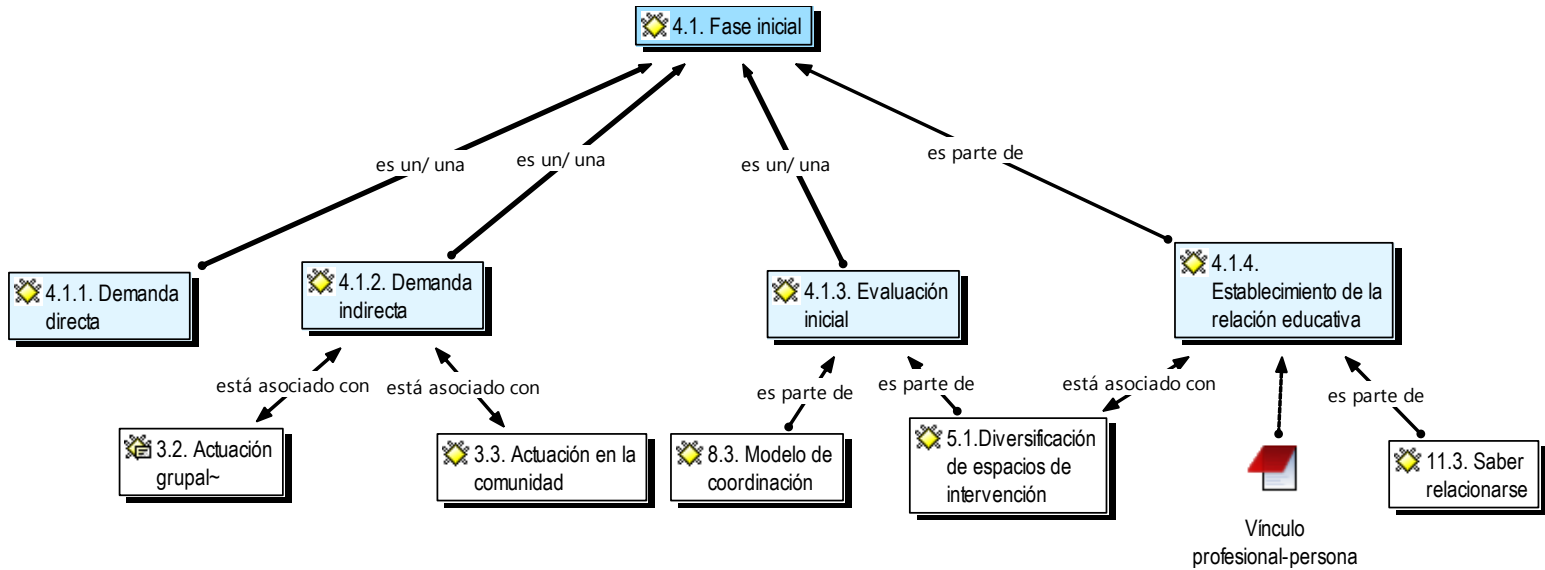 4.1. Fase inicial
es un/ una
es un/ una
es un/ una
es parte de
4.1.1. Demanda
directa
4.1.2. Demanda
indirecta
4.1.3. Evaluación
inicial
4.1.4.
Establecimiento de la
relación educativa
está asociado con
está asociado con
es parte de
es parte de
está asociado con
es parte de
3.2. Actuación
grupal~
3.3. Actuación en la
comunidad
8.3. Modelo de
coordinación
5.1.Diversificación
de espacios de
intervención
11.3. Saber
relacionarse
Vínculo
profesional-persona